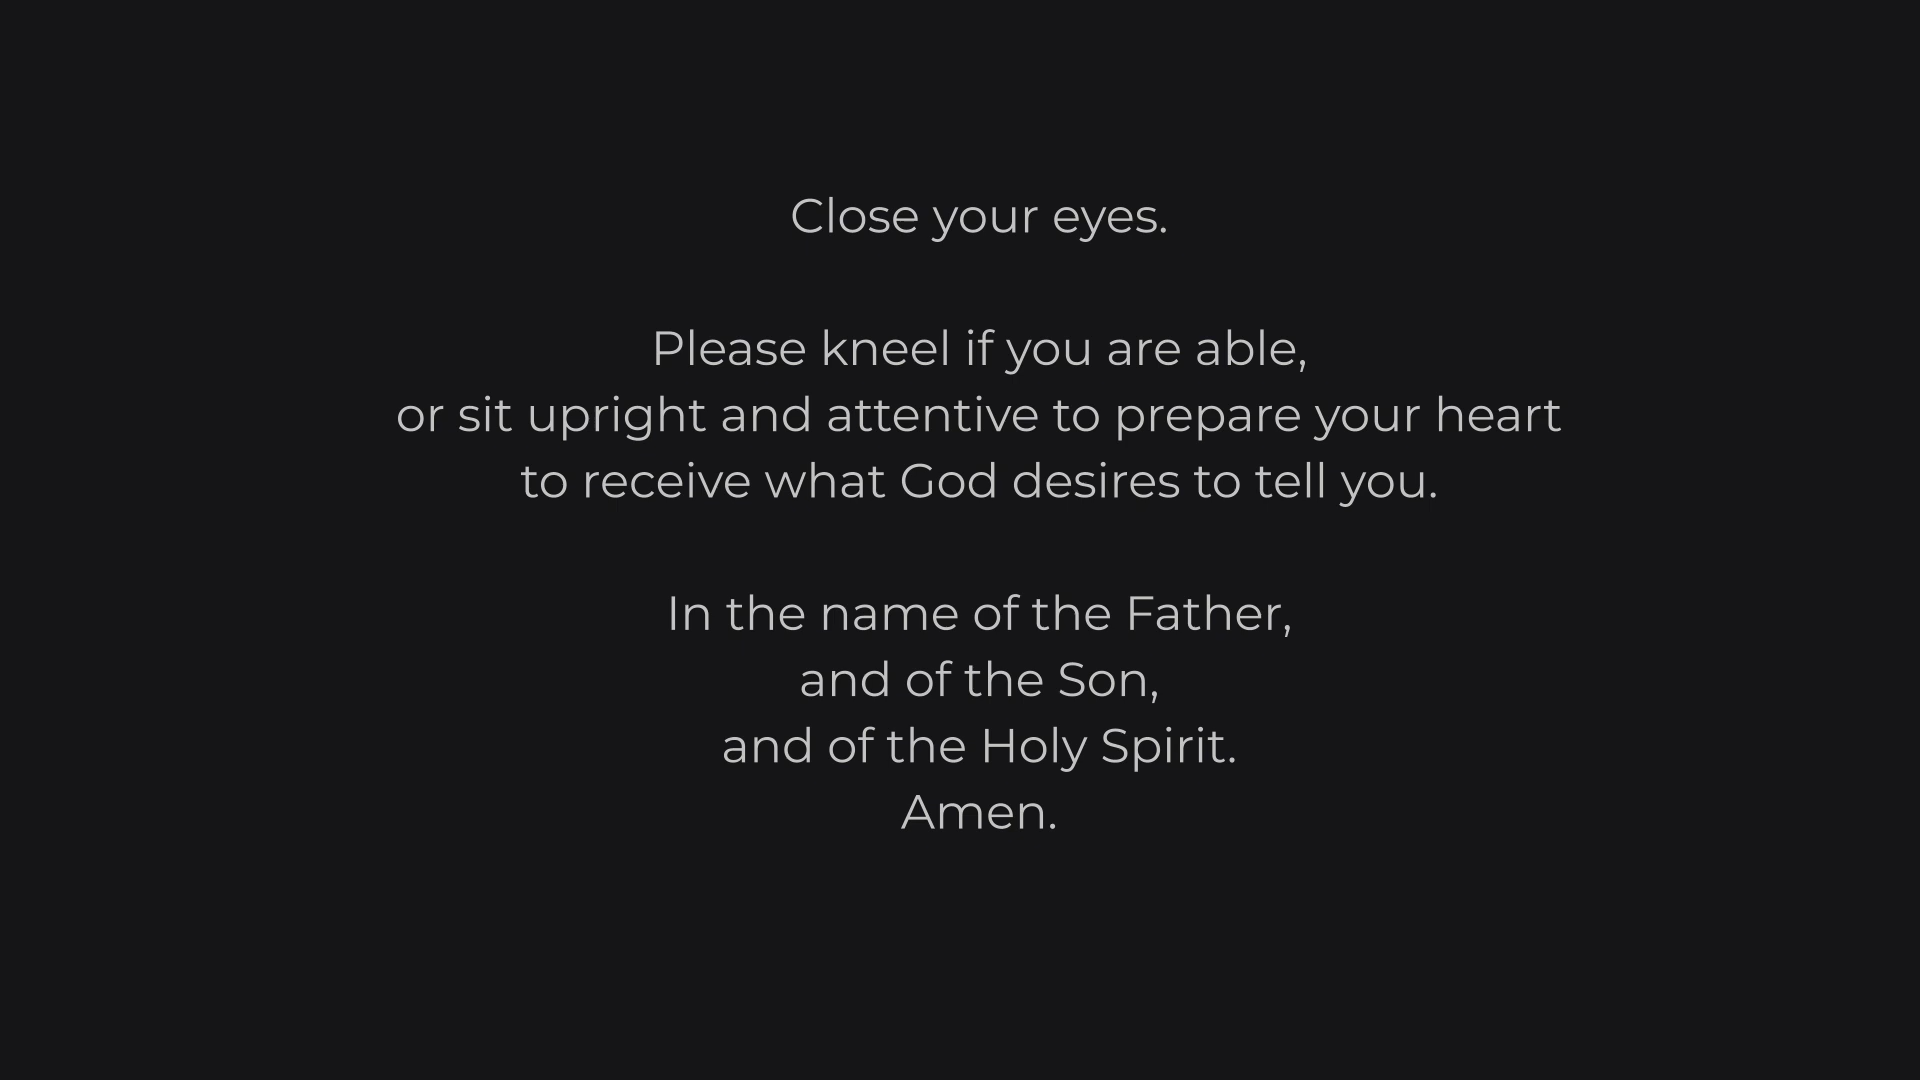 Close your eyes.
Please kneel if you are able,
or sit upright and attentive to prepare your heart
to receive what God desires to tell you.
In the name of the Father,
and of the Son,
and of the Holy Spirit.
Amen.